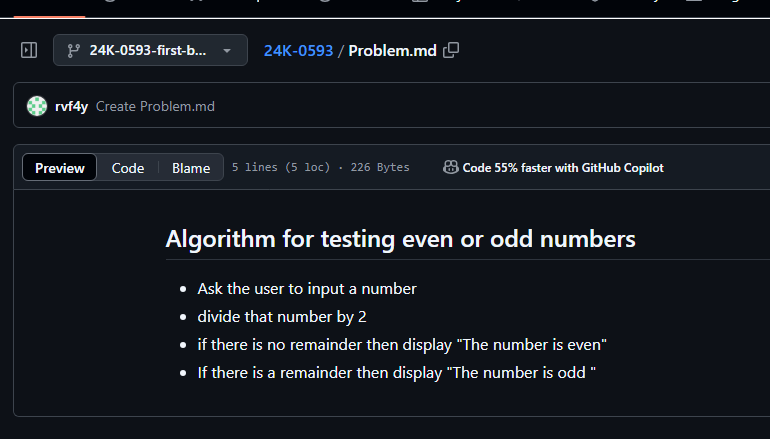 24K-0593-first-b...
24K-0593 / Problem.md
rvf4y Create Problem.md
Preview Code Blame 5 lines (5 loc) · 226 Bytes Code 55% faster with GitHub Copilot
Algorithm for testing even or odd numbers
• Ask the user to input a number
• divide that number by 2
• if there is no remainder then display "The number is even"
• If there is a remainder then display "The number is odd "